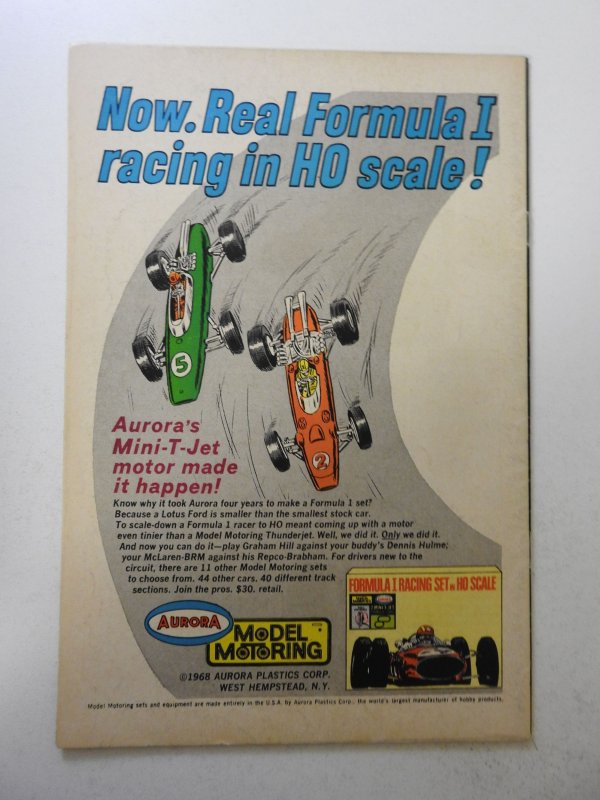 Now. Real Formula I
racing in HO scale!
5
2
Aurora's
Mini-T-Jet
motor made
it happen!
Know why it took Aurora four years to make a Formula 1 set?
Because a Lotus Ford is smaller than the smallest stock car.
To scale-down a Formula 1 racer to HO meant coming up with a motor
even tinier than a Model Motoring Thunderjet. Well, we did it. Only we did it.
And now you can do it—play Graham Hill against your buddy's Dennis Hulme;
your McLaren-BRM against his Repco-Brabham. For drivers new to the
circuit, there are 11 other Model Motoring sets
to choose from. 44 other cars. 40 different track
sections. Join the pros. $30. retail.
FORMULA I RACING SET IN HO SCALE
AURORA
MODEL
MOTORING
©1968 AURORA PLASTICS CORP.
WEST HEMPSTEAD, N.Y.
Model Motoring sets and equipment are made entirely in the U.S.A. by Aurora Plastics Corp., the world's largest manufacturer of hobby products.